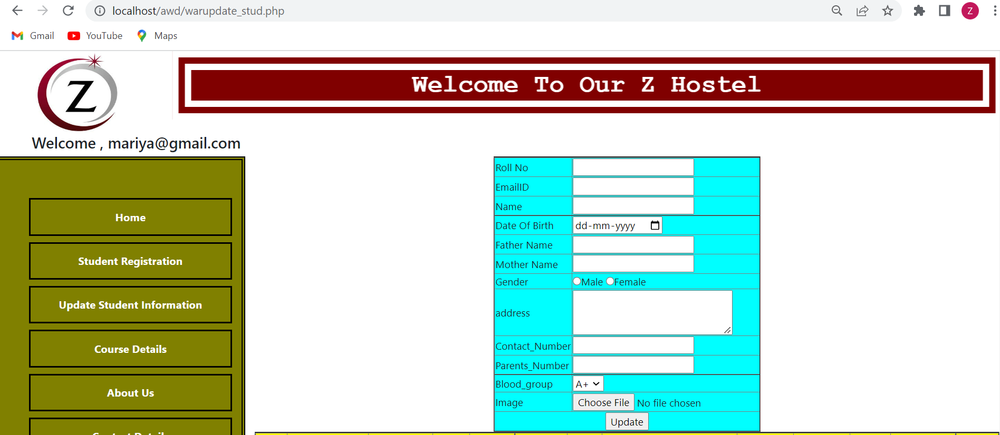 localhost/awd/warupdate_stud.php
Z
Gmail
YouTube
Maps
Z
Welcome To Our Z Hostel
Welcome , mariya@gmail.com
Home
Student Registration
Update Student Information
Course Details
About Us
Roll No
EmailID
Name
Date Of Birth dd-mm-yyyy
Father Name
Mother Name
Gender Male Female
address
Contact_Number
Parents_Number
Blood_group A+
Image Choose File No file chosen
Update